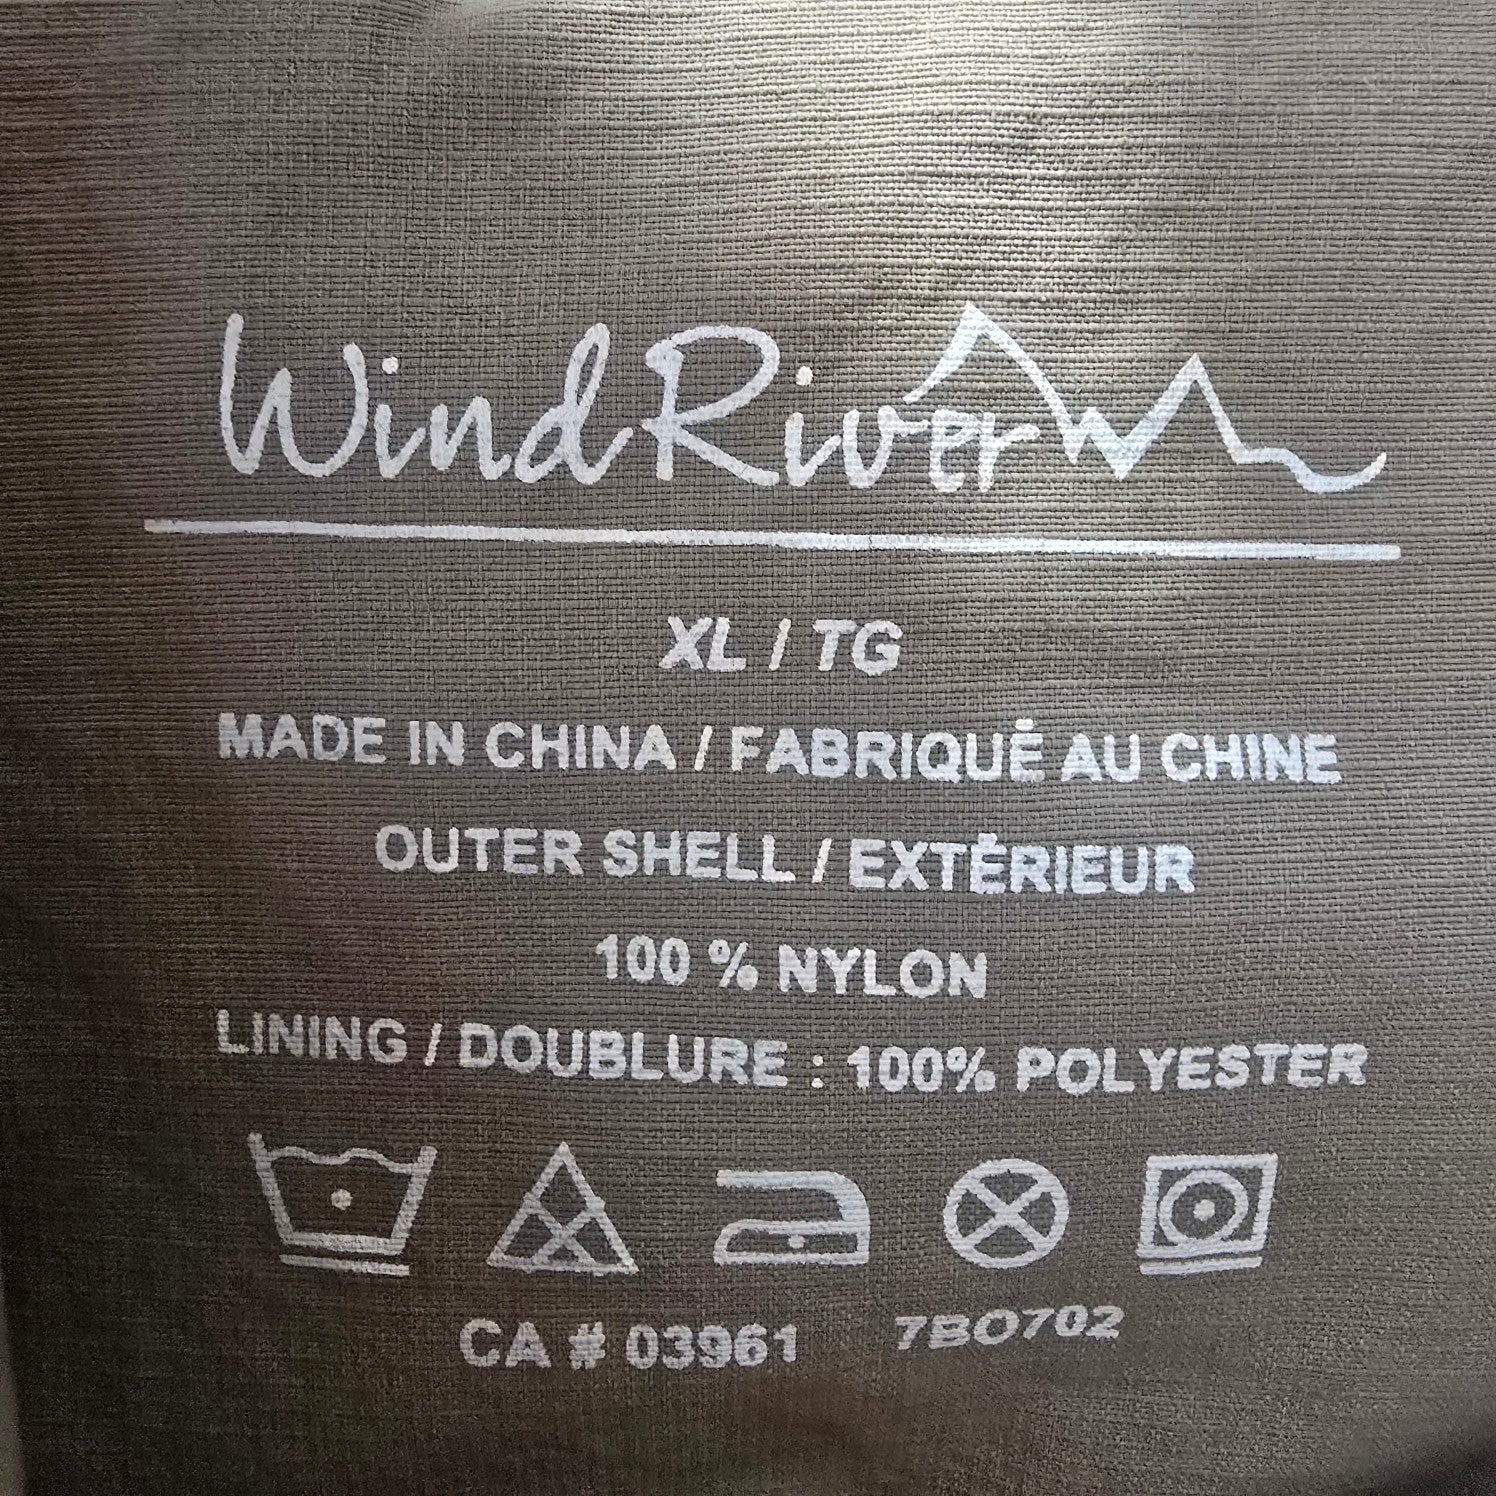 WindRiver
XL / TG
MADE IN CHINA / FABRIQUÉ AU CHINE
OUTER SHELL / EXTÉRIEUR
100 % NYLON
LINING / DOUBLURE : 100% POLYESTER
CA # 03961 7BO702